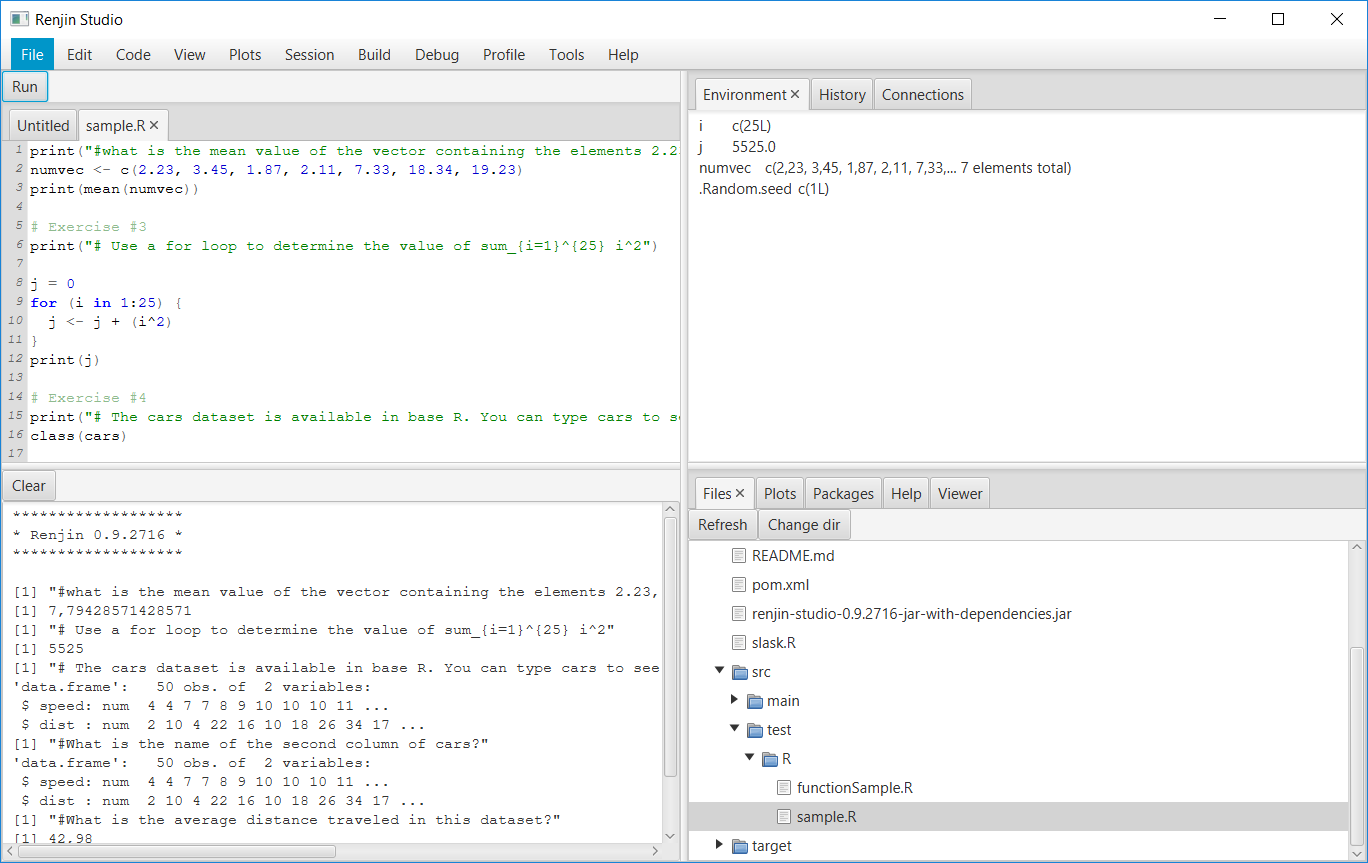 Renjin Studio
File Edit Code View Plots Session Build Debug Profile Tools Help
Run
Untitled sample.R
1 print("#what is the mean value of the vector containing the elements 2.2
2 numvec <- c(2.23, 3.45, 1.87, 2.11, 7.33, 18.34, 19.23)
3 print(mean(numvec))
4
5 # Exercise #3
6 print("# Use a for loop to determine the value of sum_{i=1}^{25} i^2")
7
8 j = 0
9 for (i in 1:25) {
10 j <- j + (i^2)
11 }
12 print(j)
13
14 # Exercise #4
15 print("# The cars dataset is available in base R. You can type cars to se
16 class(cars)
17
Clear
*******************
* Renjin 0.9.2716 *
*******************
[1] "#what is the mean value of the vector containing the elements 2.23,
[1] 7,79428571428571
[1] "# Use a for loop to determine the value of sum_{i=1}^{25} i^2"
[1] 5525
[1] "# The cars dataset is available in base R. You can type cars to see
'data.frame': 50 obs. of 2 variables:
$ speed: num 4 4 7 7 8 9 10 10 10 11 ...
$ dist : num 2 10 4 22 16 10 18 26 34 17 ...
[1] "#What is the name of the second column of cars?"
'data.frame': 50 obs. of 2 variables:
$ speed: num 4 4 7 7 8 9 10 10 10 11 ...
$ dist : num 2 10 4 22 16 10 18 26 34 17 ...
[1] "#What is the average distance traveled in this dataset?"
[1] 42,98
Environment History Connections
i c(25L)
j 5525.0
numvec c(2,23, 3,45, 1,87, 2,11, 7,33,... 7 elements total)
.Random.seed c(1L)
Files Plots Packages Help Viewer
Refresh Change dir
README.md
pom.xml
renjin-studio-0.9.2716-jar-with-dependencies.jar
slask.R
src
main
test
R
functionSample.R
sample.R
target